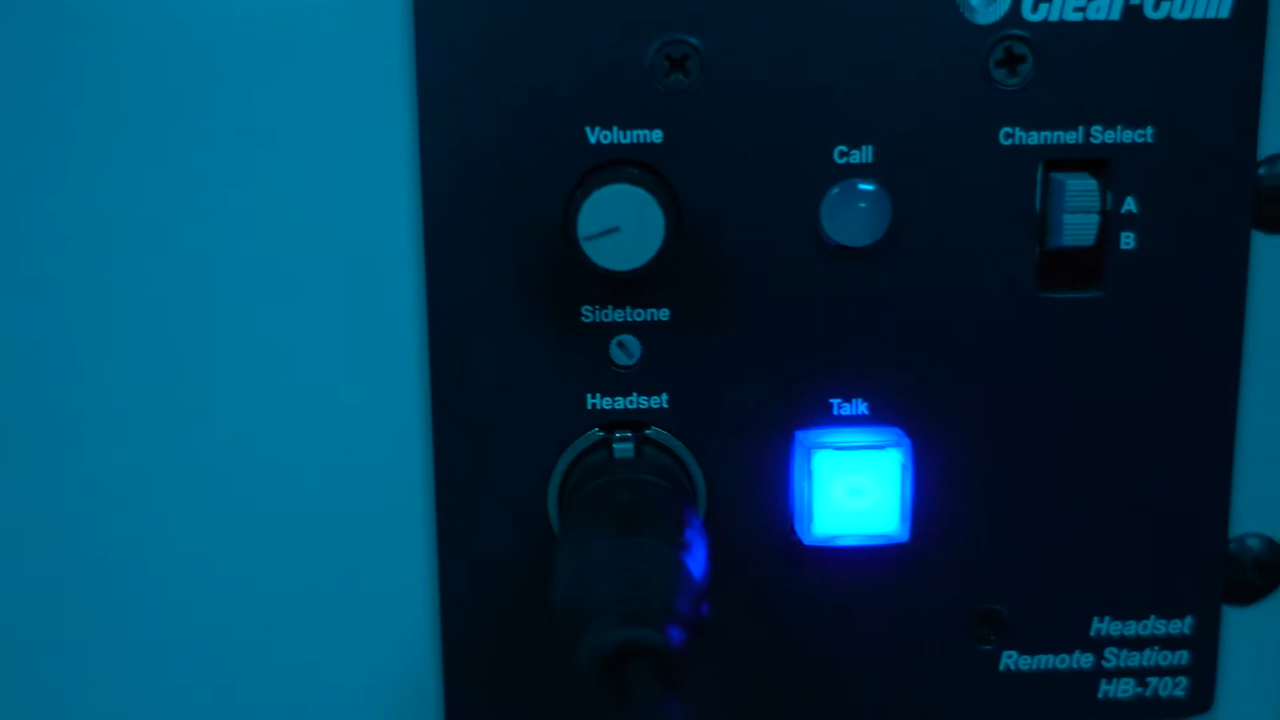 Clear-Com
Volume
Call
Channel Select
A
B
Sidetone
Headset
Talk
Headset
Remote Station
HB-702